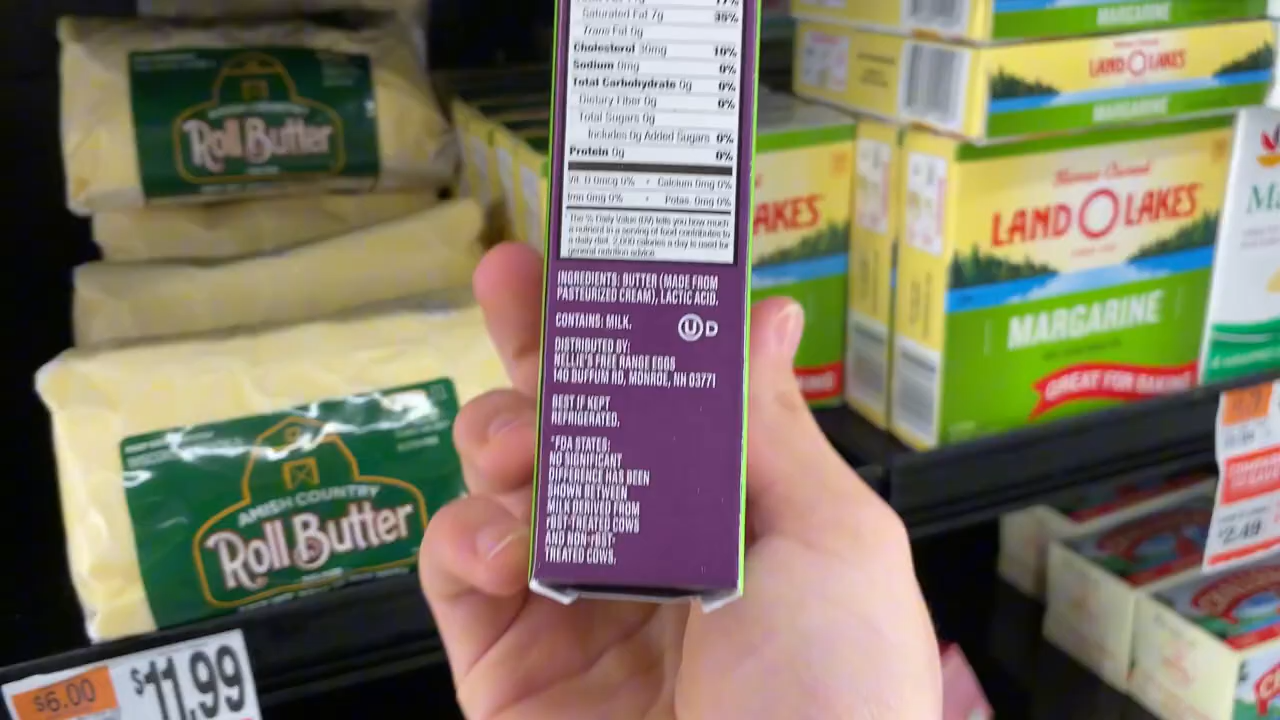 Saturated Fat 7g 35%
Trans Fat 0g
Cholesterol 30mg 10%
Sodium 0mg 0%
Total Carbohydrate 0g 0%
Dietary Fiber 0g 0%
Total Sugars 0g
Includes 0g Added Sugars 0%
Protein 0g 0%
Vit. D 0mcg 0% • Calcium 0mg 0%
Iron 0mg 0% • Potas. 0mg 0%
The % Daily Value (DV) tells you how much
a nutrient in a serving of food contributes to
a daily diet. 2,000 calories a day is used for
general nutrition advice.
INGREDIENTS: BUTTER (MADE FROM
PASTEURIZED CREAM), LACTIC ACID.
CONTAINS: MILK.
U D
DISTRIBUTED BY:
NELLIE'S FREE RANGE EGGS
140 BUFFUM RD, MONROE, NH 03771
BEST IF KEPT
REFRIGERATED.
*FDA STATES:
NO SIGNIFICANT
DIFFERENCE HAS BEEN
SHOWN BETWEEN
MILK DERIVED FROM
rBST-TREATED COWS
AND NON-rBST-
TREATED COWS.
Roll Butter
AMISH COUNTRY
Roll Butter
$6.00
$11.99
MARGARINE
LAND O LAKES
MARGARINE
LAKES
LAND O LAKES
MARGARINE
GREAT FOR BAKING
2.49